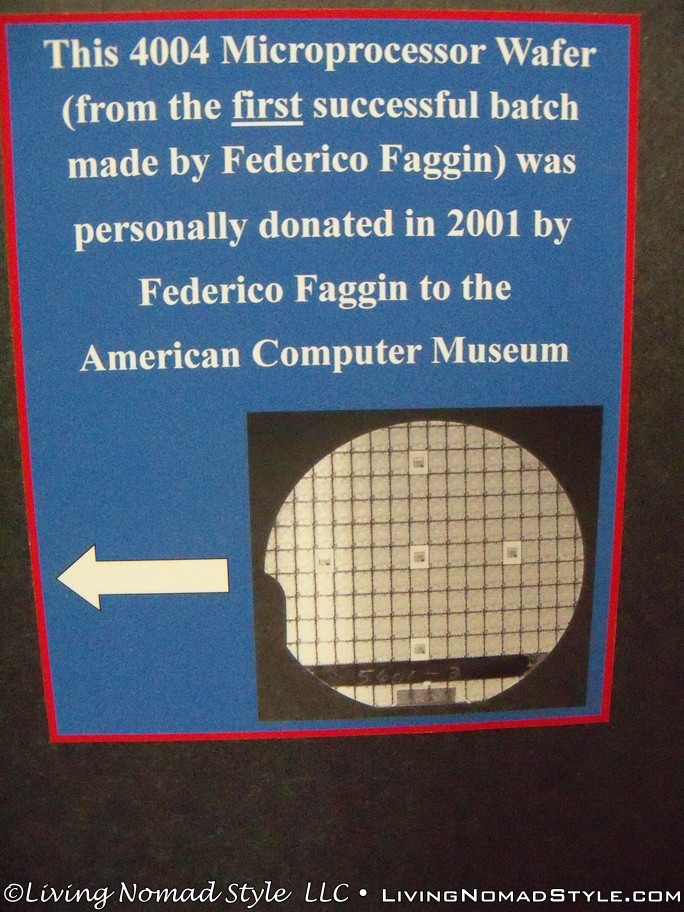 This 4004 Microprocessor Wafer
(from the first successful batch
made by Federico Faggin) was
personally donated in 2001 by
Federico Faggin to the
American Computer Museum
©Living Nomad Style LLC • LivingNomadStyle.com